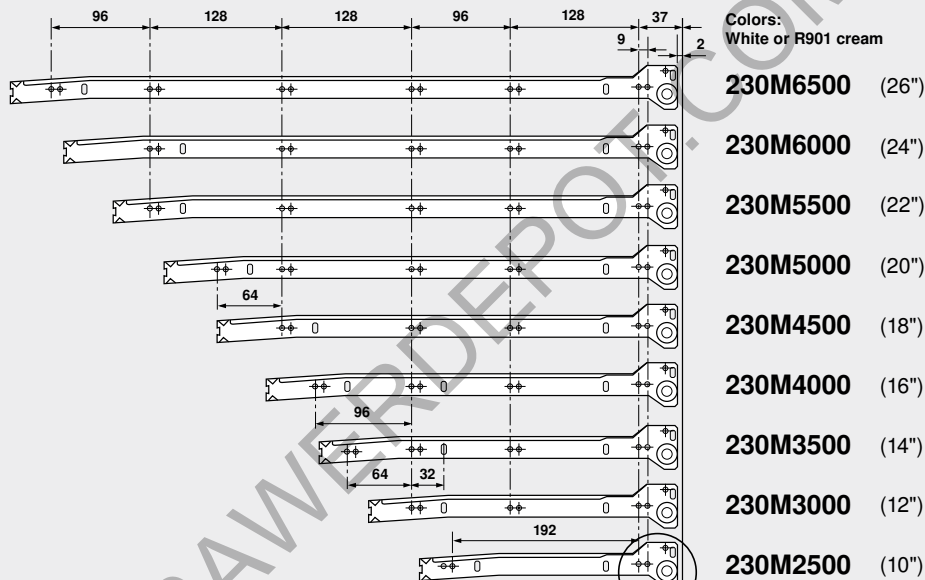 96 128 128 96 128 37
9 2
Colors:
White or R901 cream
230M6500 (26")
230M6000 (24")
230M5500 (22")
230M5000 (20")
64
230M4500 (18")
230M4000 (16")
96
230M3500 (14")
64 32
230M3000 (12")
192
230M2500 (10")
RAWERDEPOT.COM